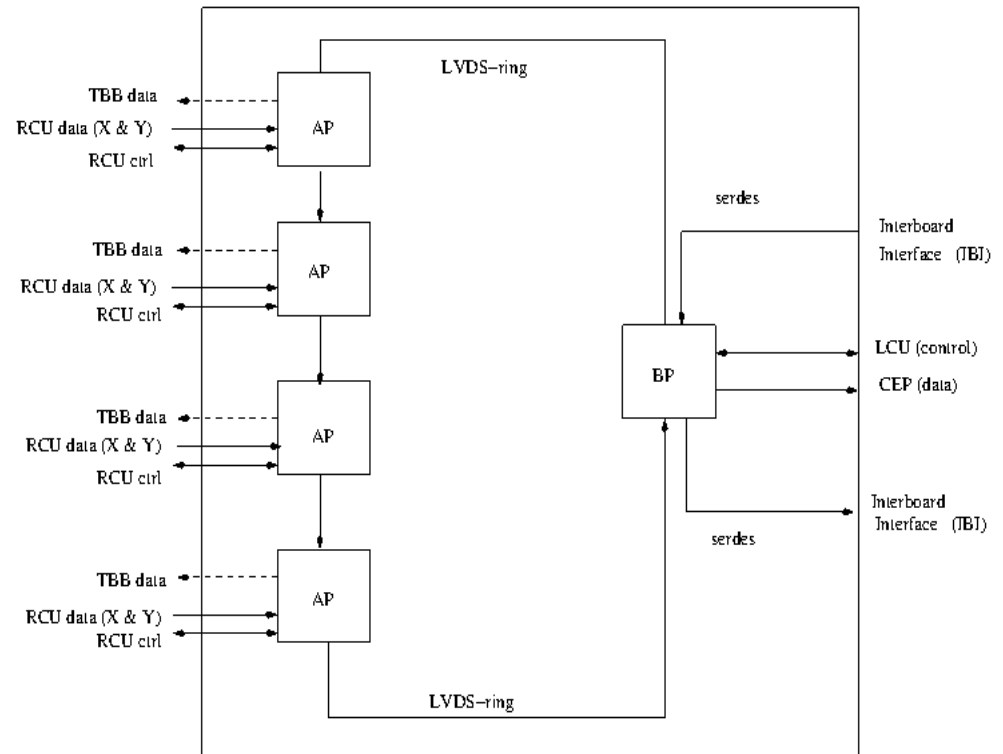 LVDS-ring
TBB data
RCU data (X & Y)
RCU ctrl
AP
TBB data
RCU data (X & Y)
RCU ctrl
AP
serdes
Interboard
Interface (IBI)
LCU (control)
BP
CEP (data)
TBB data
RCU data (X & Y)
RCU ctrl
AP
Interboard
Interface (IBI)
serdes
TBB data
RCU data (X & Y)
RCU ctrl
AP
LVDS-ring